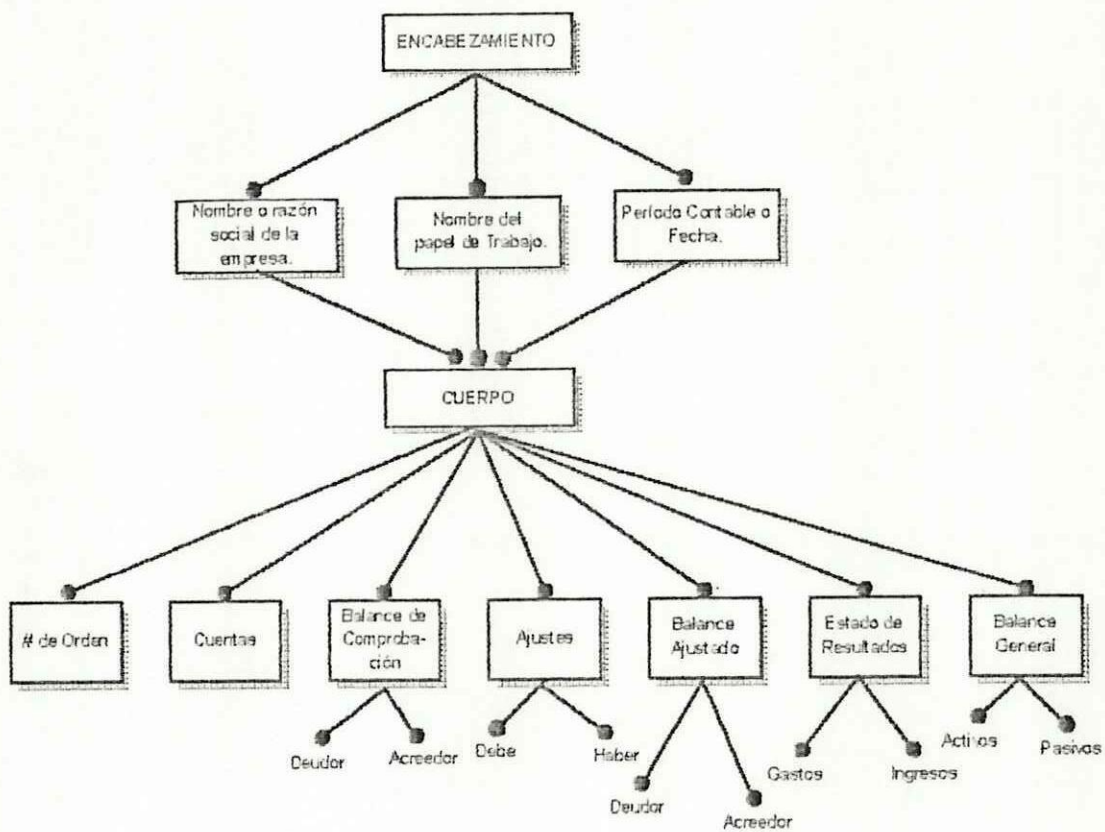 ENCABEZAMIENTO
Nombre o razón
social de la
empresa.
Nombre del
papel de Trabajo.
Período Contable o
Fecha.
CUERPO
# de Orden
Cuentas
Balance de
Comproba-
ción
Ajustes
Balance
Ajustado
Estado de
Resultados
Balance
General
Deudor
Acreedor
Debe
Haber
Deudor
Acreedor
Gastos
Ingresos
Activos
Pasivos